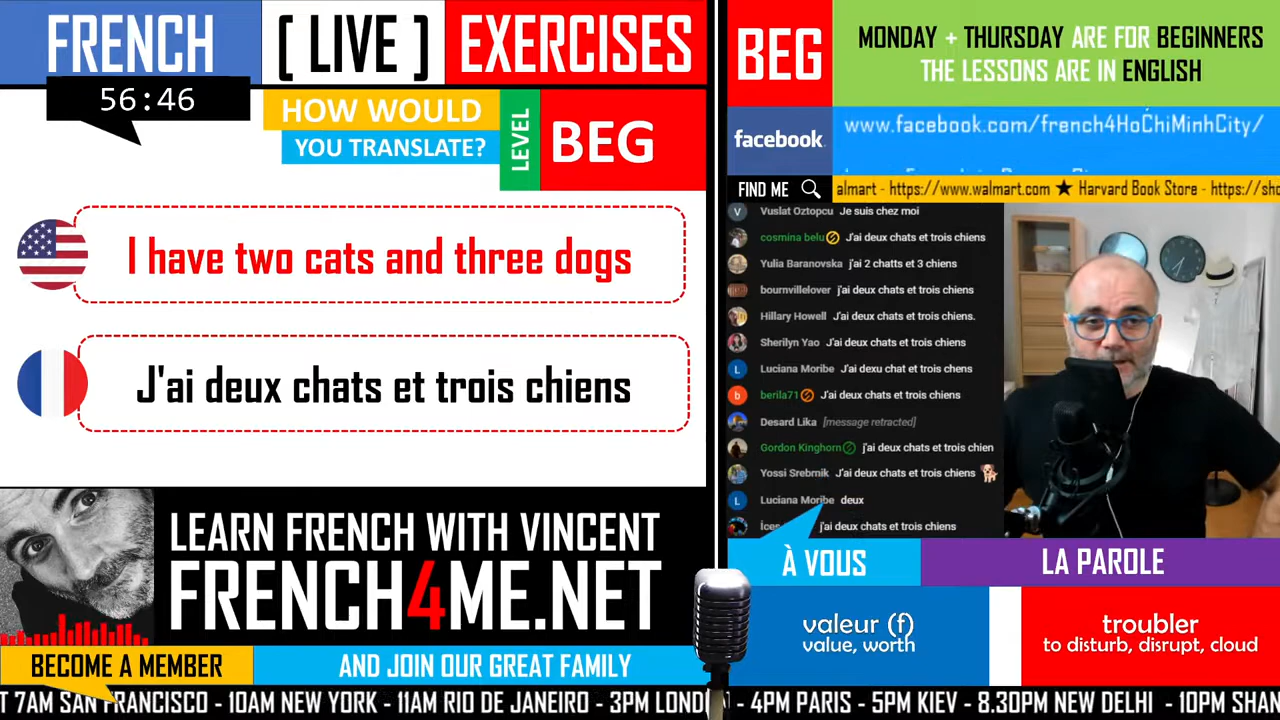 FRENCH
[ LIVE ]
EXERCISES
56:46
HOW WOULD
YOU TRANSLATE?
LEVEL
BEG
I have two cats and three dogs
J'ai deux chats et trois chiens
LEARN FRENCH WITH VINCENT
FRENCH4ME.NET
BECOME A MEMBER
AND JOIN OUR GREAT FAMILY
BEG
MONDAY + THURSDAY ARE FOR BEGINNERS
THE LESSONS ARE IN ENGLISH
facebook
www.facebook.com/french4HoChiMinhCity/
FIND ME
almart - https://www.walmart.com ★ Harvard Book Store - https://sho
V Vuslat Oztopcu Je suis chez moi
cosmina belu J'ai deux chats et trois chiens
Yulia Baranovska j'ai 2 chatts et 3 chiens
bournvillelover j'ai deux chats et trois chiens
Hillary Howell J'ai deux chats et trois chiens.
Sherilyn Yao J'ai deux chats et trois chiens
L Luciana Moribe J'ai deux chat et trois chens
b berila71 J'ai deux chats et trois chiens
Desard Lika [message retracted]
Gordon Kinghorn j'ai deux chats et trois chien
Yossi Srebrnik J'ai deux chats et trois chiens
L Luciana Moribe deux
j'ai deux chats et trois chiens
À VOUS
LA PAROLE
valeur (f)
value, worth
troubler
to disturb, disrupt, cloud
T 7AM SAN FRANCISCO - 10AM NEW YORK - 11AM RIO DE JANEIRO - 3PM LONDO - 4PM PARIS - 5PM KIEV - 8.30PM NEW DELHI - 10PM SHAN